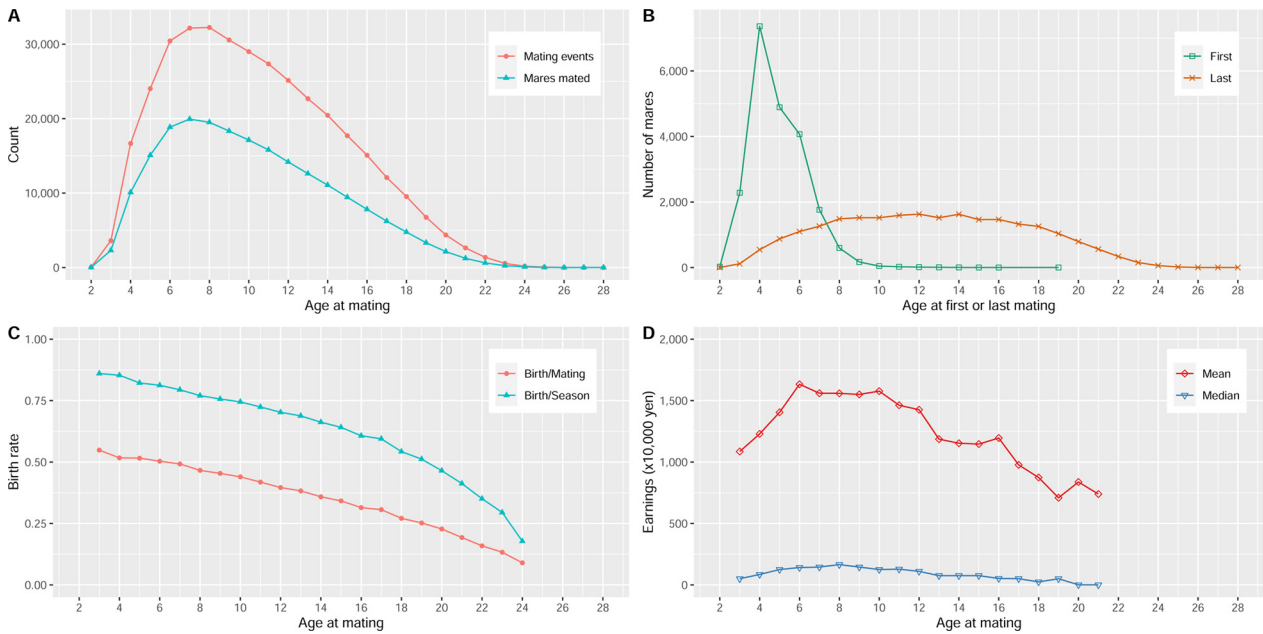 A
Count
30,000
20,000
10,000
0
Mating events
Mares mated
2 4 6 8 10 12 14 16 18 20 22 24 26 28
Age at mating
B
Number of mares
6,000
4,000
2,000
0
First
Last
2 4 6 8 10 12 14 16 18 20 22 24 26 28
Age at first or last mating
C
Birth rate
1.00
0.75
0.50
0.25
0.00
Birth/Mating
Birth/Season
2 4 6 8 10 12 14 16 18 20 22 24 26 28
Age at mating
D
Earnings (x10,000 yen)
2,000
1,500
1,000
500
0
Mean
Median
2 4 6 8 10 12 14 16 18 20 22 24 26 28
Age at mating